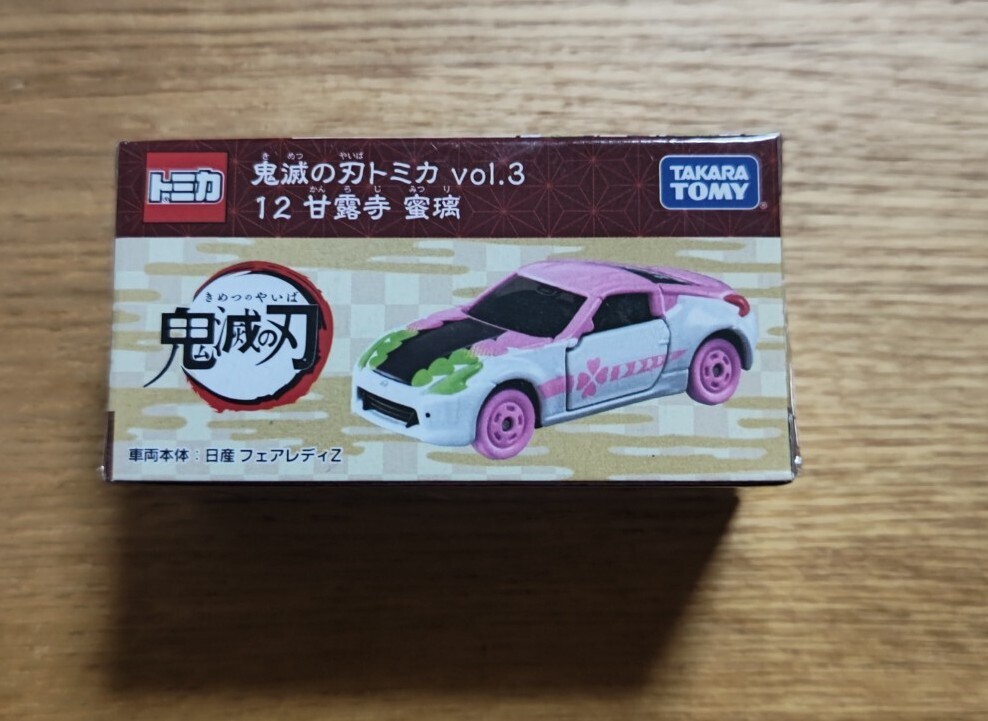 トミカ
きめつ やいば
鬼滅の刃トミカ vol.3
かんろじ みつり
12 甘露寺 蜜璃
TAKARA
TOMY
きめつのやいば
鬼滅の刃
車両本体：日産 フェアレディZ